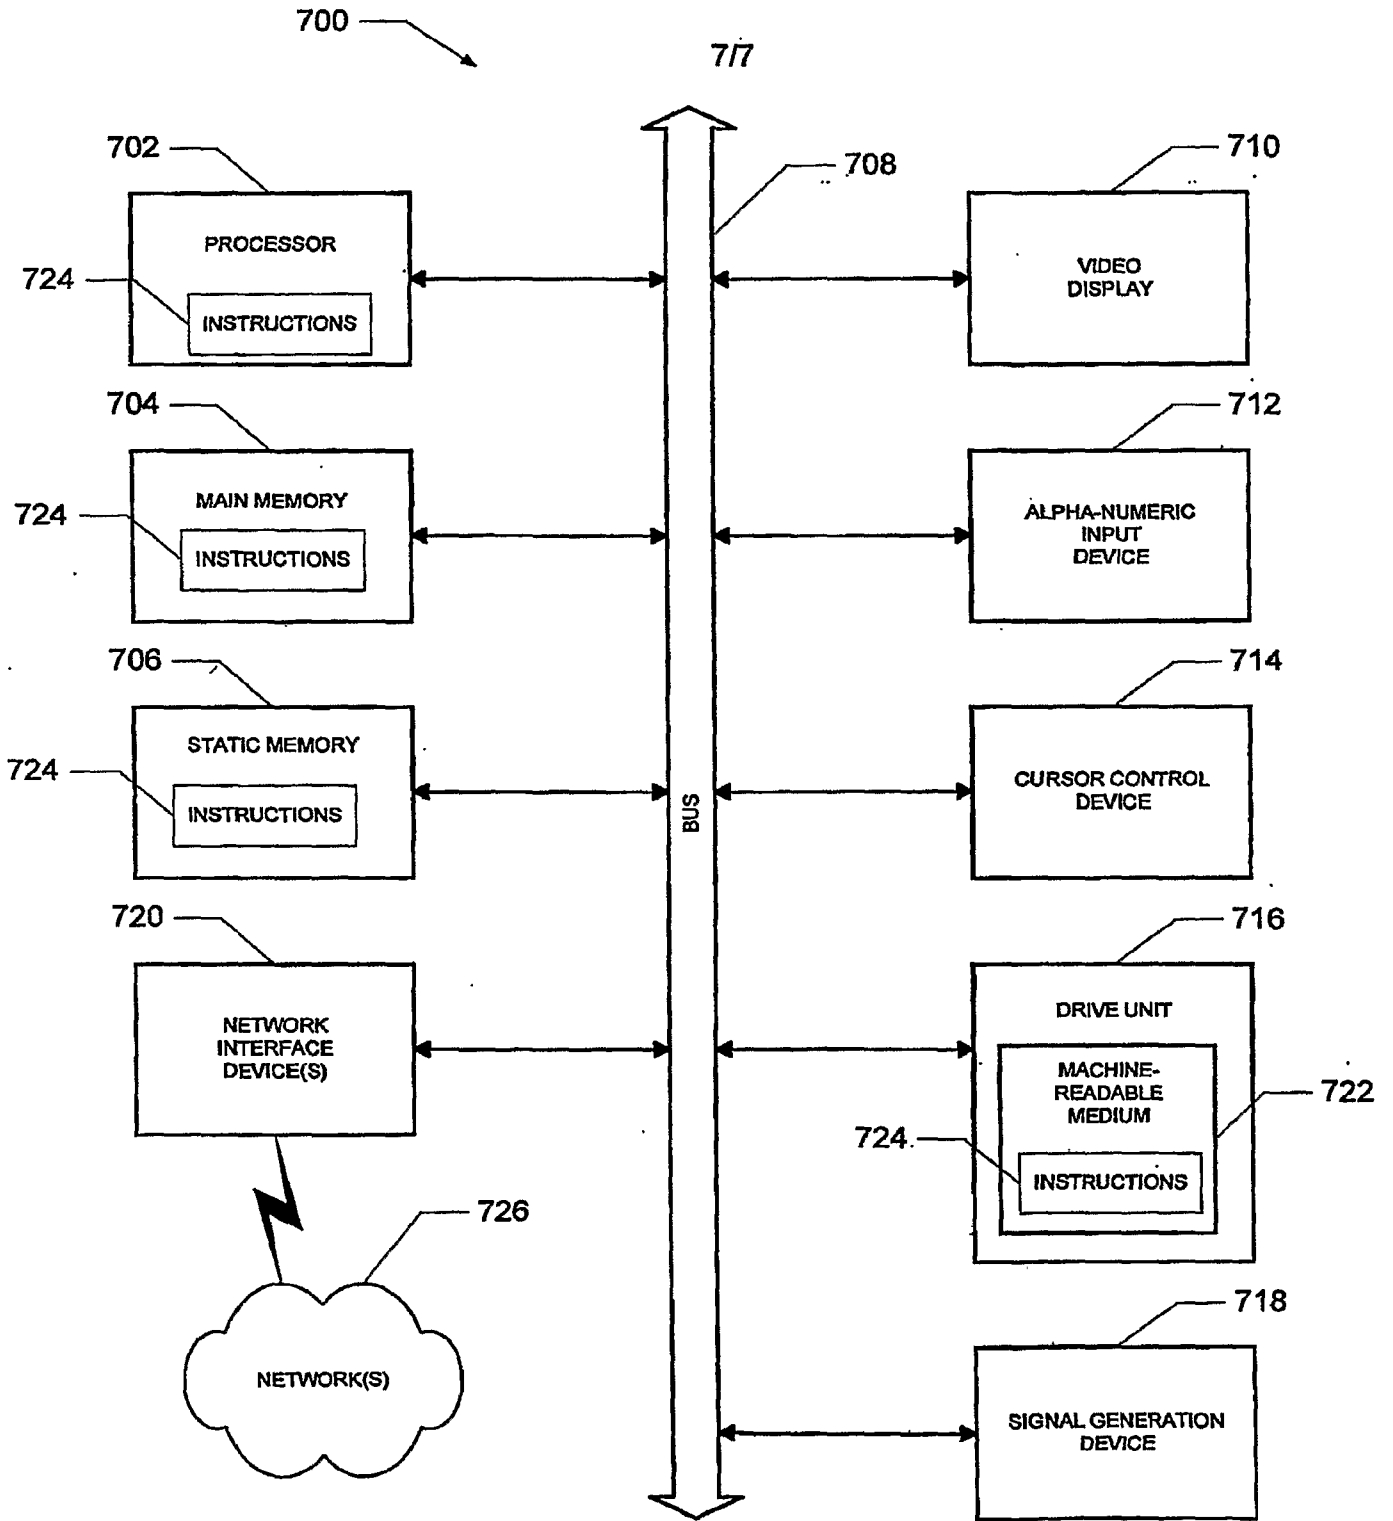 700
7/7
702
708
710
PROCESSOR
724
INSTRUCTIONS
VIDEO
DISPLAY
704
712
MAIN MEMORY
724
INSTRUCTIONS
ALPHA-NUMERIC
INPUT
DEVICE
706
714
STATIC MEMORY
724
INSTRUCTIONS
BUS
CURSOR CONTROL
DEVICE
720
716
NETWORK
INTERFACE
DEVICE(S)
DRIVE UNIT
MACHINE-
READABLE
MEDIUM
722
724
INSTRUCTIONS
726
NETWORK(S)
718
SIGNAL GENERATION
DEVICE